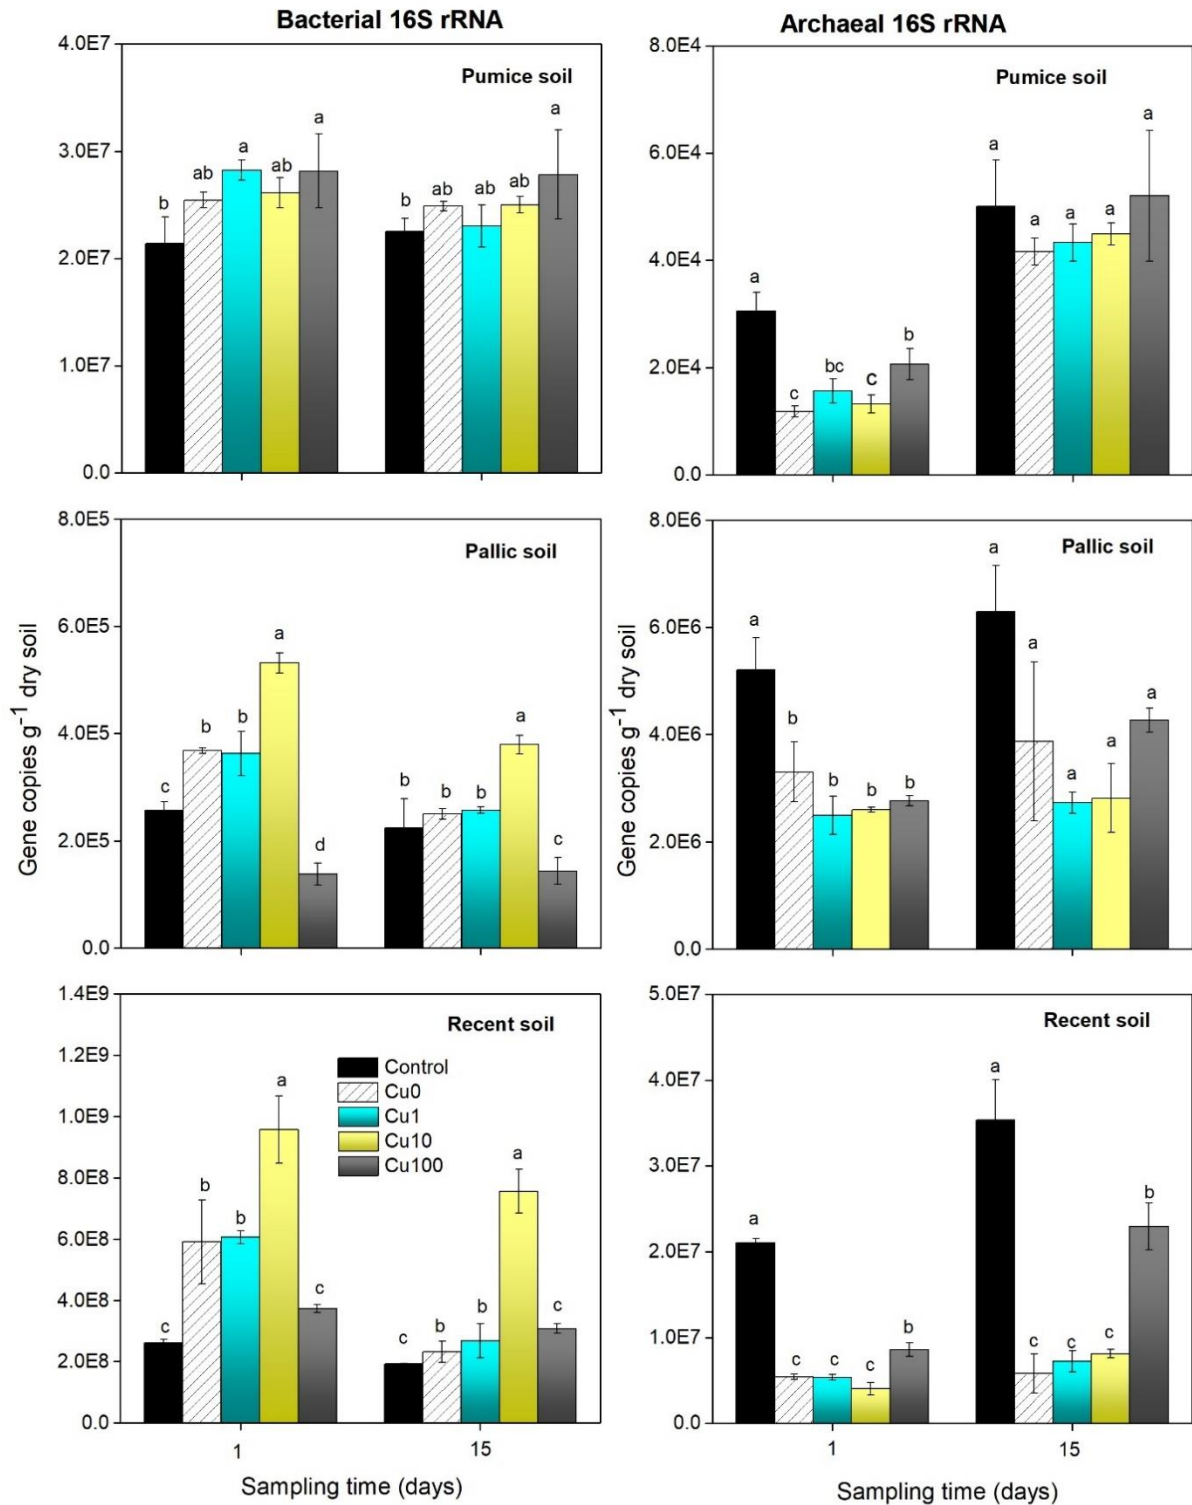 Bacterial 16S rRNA
Archaeal 16S rRNA
4.0E7
3.0E7
2.0E7
1.0E7
0.0
Pumice soil
b ab a ab a
b ab ab ab a
8.0E4
6.0E4
4.0E4
2.0E4
0.0
Pumice soil
a c bc c b
a a a a a
Gene copies g⁻¹ dry soil
8.0E5
6.0E5
4.0E5
2.0E5
0.0
Pallic soil
c b b a d
b b b a c
Gene copies g⁻¹ dry soil
8.0E6
6.0E6
4.0E6
2.0E6
0.0
Pallic soil
a b b b b
a a a a a
1.4E9
1.2E9
1.0E9
8.0E8
6.0E8
4.0E8
2.0E8
0.0
Recent soil
Control
Cu0
Cu1
Cu10
Cu100
c b b a c
c b b a c
1 15
Sampling time (days)
5.0E7
4.0E7
3.0E7
2.0E7
1.0E7
0.0
Recent soil
a c c c b
a c c c b
1 15
Sampling time (days)